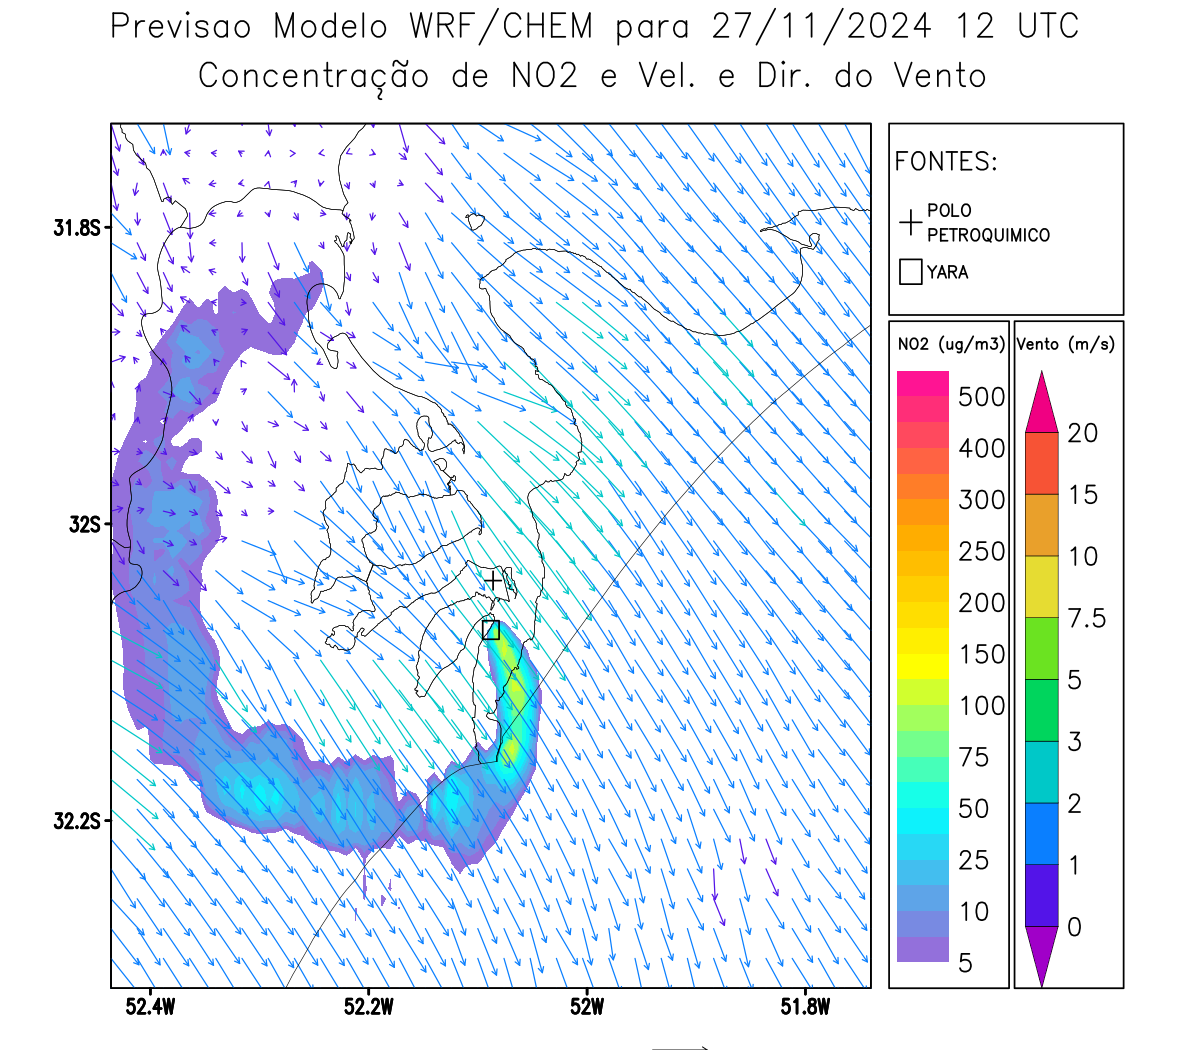 Previsao Modelo WRF/CHEM para 27/11/2024 12 UTC
Concentração de NO2 e Vel. e Dir. do Vento
FONTES:
POLO
PETROQUIMICO
YARA
NO2 (ug/m3)
500
400
300
250
200
150
100
75
50
25
10
5
Vento (m/s)
20
15
10
7.5
5
3
2
1
0
31.8S
32S
32.2S
52.4W
52.2W
52W
51.8W